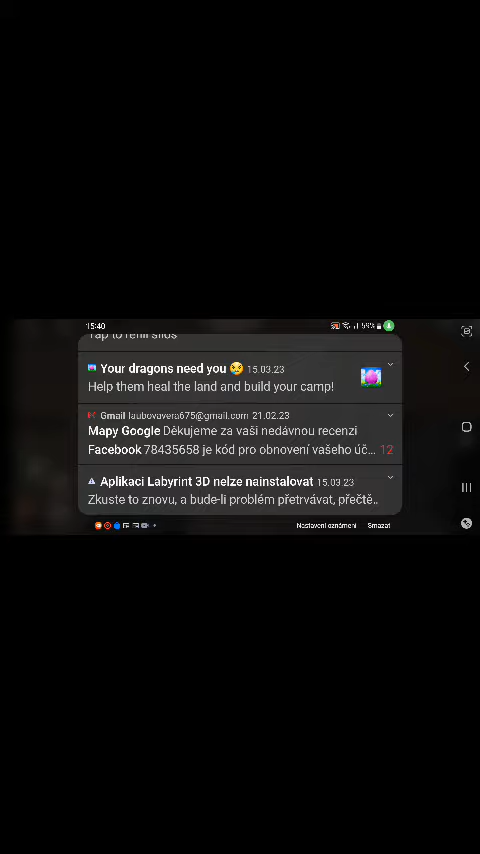 15:40
59%
Tap to refill silos
Your dragons need you 😢 15.03.23
Help them heal the land and build your camp!
Gmail laubovavera675@gmail.com 21.02.23
Mapy Google Děkujeme za vaši nedávnou recenzi
Facebook 78435658 je kód pro obnovení vašeho úč... 12
Aplikaci Labyrint 3D nelze nainstalovat 15.03.23
Zkuste to znovu, a bude-li problém přetrvávat, přečtě..
Nastavení oznámení Smazat